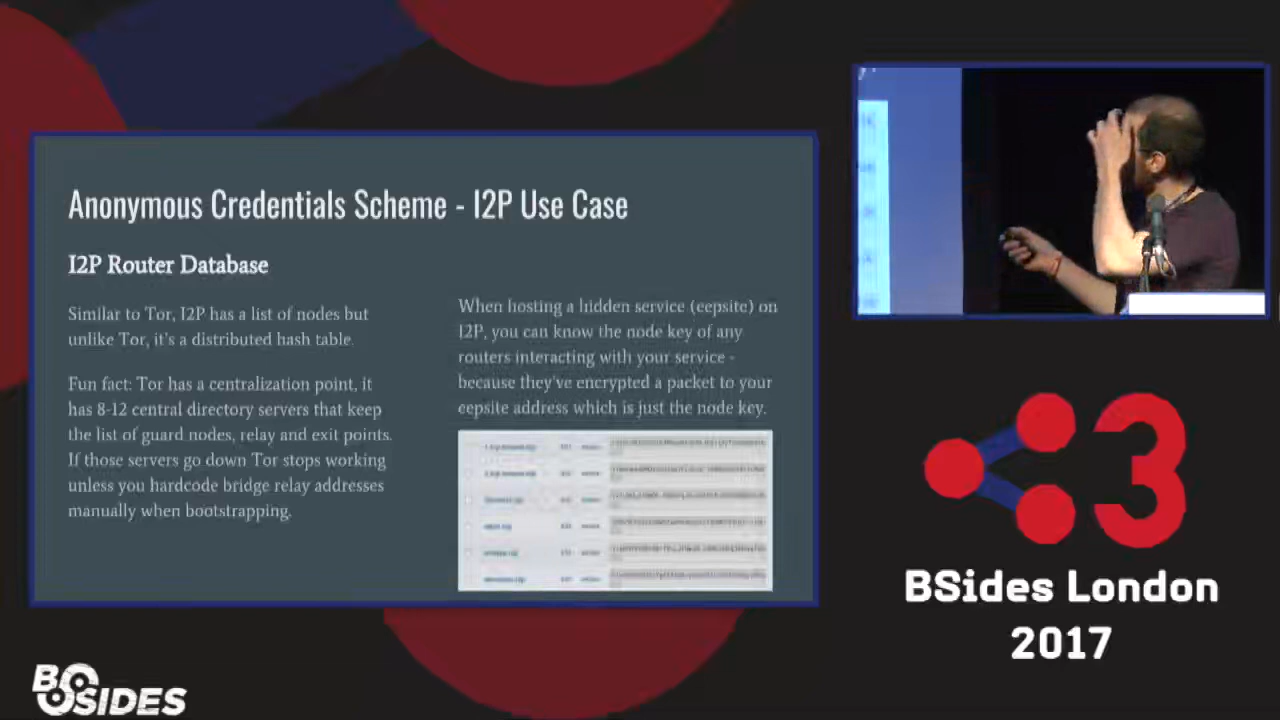 Anonymous Credentials Scheme - I2P Use Case
I2P Router Database
Similar to Tor, I2P has a list of nodes but
unlike Tor, it's a distributed hash table.
Fun fact: Tor has a centralization point, it
has 8-12 central directory servers that keep
the list of guard nodes, relay and exit points.
If those servers go down Tor stops working
unless you hardcode bridge relay addresses
manually when bootstrapping.
When hosting a hidden service (eepsite) on
I2P, you can know the node key of any
routers interacting with your service -
because they've encrypted a packet to your
eepsite address which is just the node key.
3
BSides London
2017
BSIDES